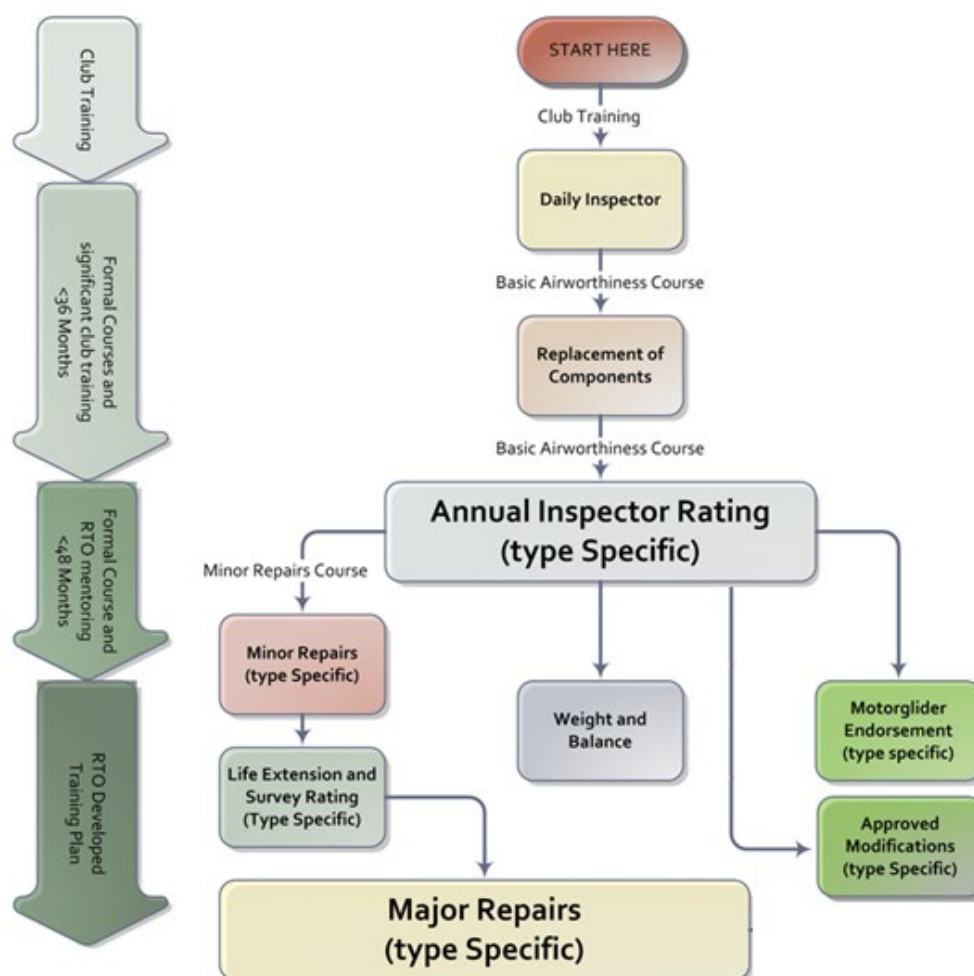 Club Training
Formal Courses and
significant club training
<36 Months
Formal Course and
RTO mentoring
<48 Months
RTO Developed
Training Plan
START HERE
Club Training
Daily Inspector
Basic Airworthiness Course
Replacement of
Components
Basic Airworthiness Course
Annual Inspector Rating
(type Specific)
Minor Repairs Course
Minor Repairs
(type Specific)
Weight and
Balance
Motorglider
Endorsement
(type specific)
Life Extension and
Survey Rating
(Type Specific)
Approved
Modifications
(type Specific)
Major Repairs
(type Specific)